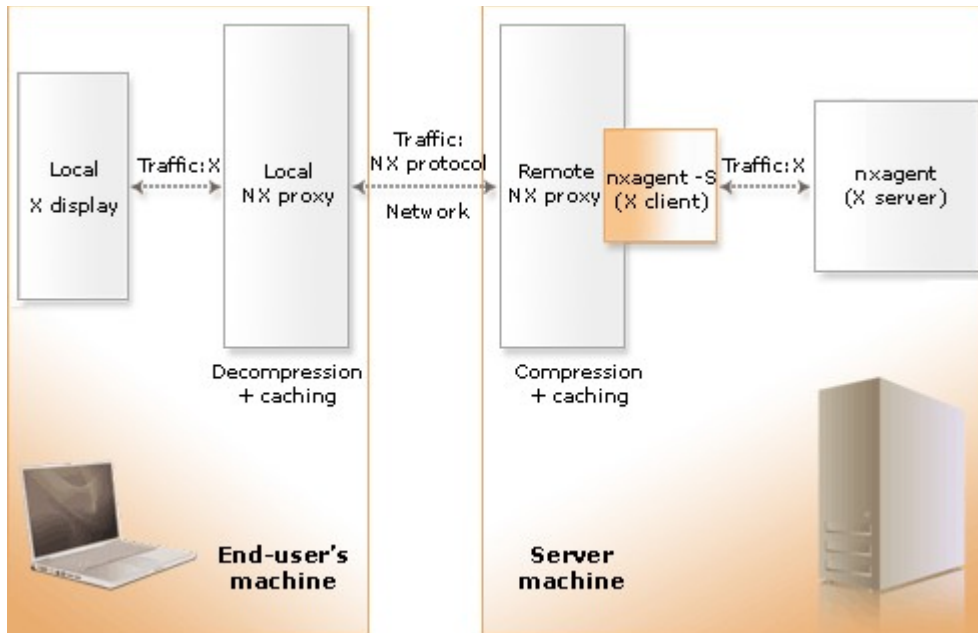 Local
X display
Traffic: X
Local
NX proxy
Traffic:
NX protocol
Network
Remote
NX proxy
nxagent -S
(X client)
Traffic: X
nxagent
(X server)
Decompression
+ caching
Compression
+ caching
End-user's
machine
Server
machine